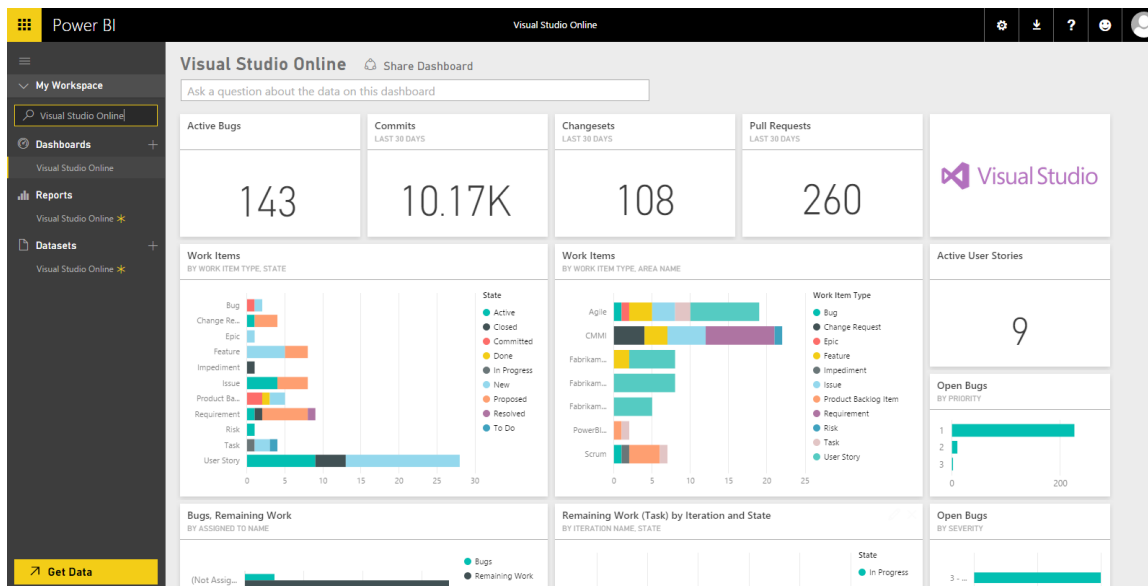 Power BI
Visual Studio Online
?
My Workspace
Visual Studio Online
Dashboards
Visual Studio Online
Reports
Visual Studio Online
Datasets
Visual Studio Online
Get Data
Visual Studio Online
Share Dashboard
Ask a question about the data on this dashboard
Active Bugs
143
Commits
LAST 30 DAYS
10.17K
Changesets
LAST 30 DAYS
108
Pull Requests
LAST 30 DAYS
260
Visual Studio
Work Items
BY WORK ITEM TYPE, STATE
Bug
Change Re...
Epic
Feature
Impediment
Issue
Product Ba...
Requirement
Risk
Task
User Story
0 5 10 15 20 25 30
State
Active
Closed
Committed
Done
In Progress
New
Proposed
Resolved
To Do
Work Items
BY WORK ITEM TYPE, AREA NAME
Agile
CMMI
Fabrikam...
Fabrikam...
Fabrikam...
PowerBI...
Scrum
0 5 10 15 20 25
Work Item Type
Bug
Change Request
Epic
Feature
Impediment
Issue
Product Backlog Item
Requirement
Risk
Task
User Story
Active User Stories
9
Open Bugs
BY PRIORITY
1
2
3
0 200
Bugs, Remaining Work
BY ASSIGNED TO NAME
(Not Assig...
Bugs
Remaining Work
Remaining Work (Task) by Iteration and State
BY ITERATION NAME, STATE
State
In Progress
Open Bugs
BY SEVERITY
3 - ...